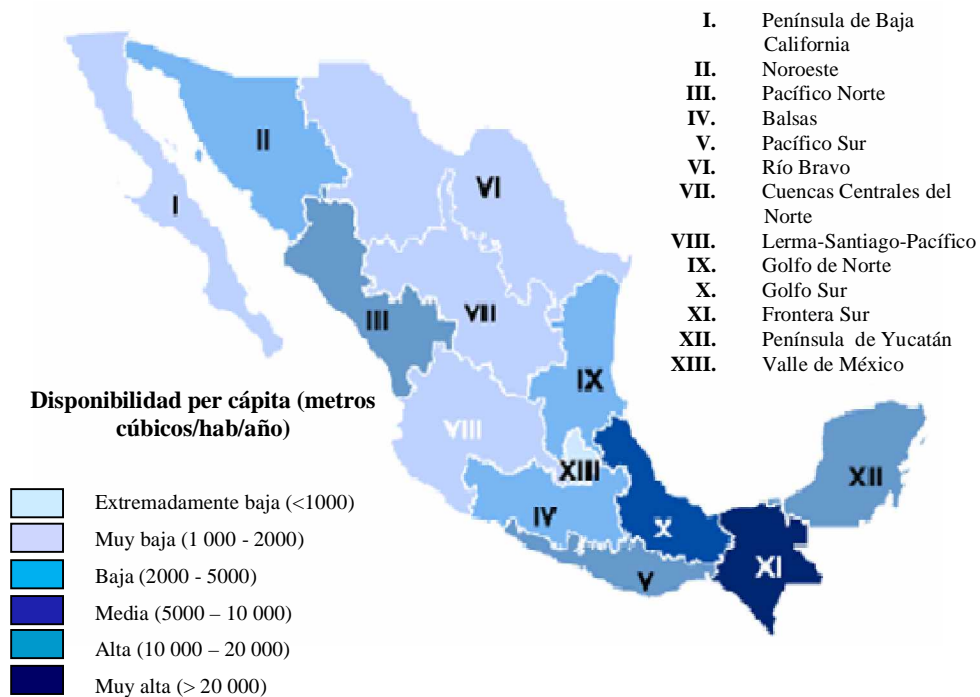 I. Península de Baja
California
II. Noroeste
III. Pacífico Norte
IV. Balsas
V. Pacífico Sur
VI. Río Bravo
VII. Cuencas Centrales del
Norte
VIII. Lerma-Santiago-Pacífico
IX. Golfo de Norte
X. Golfo Sur
XI. Frontera Sur
XII. Península de Yucatán
XIII. Valle de México
II
VI
I
III
VIII
IX
VIII
XIII
XII
IV
X
XI
V
Disponibilidad per cápita (metros
cúbicos/hab/año)
Extremadamente baja (<1000)
Muy baja (1 000 - 2000)
Baja (2000 - 5000)
Media (5000 – 10 000)
Alta (10 000 – 20 000)
Muy alta (> 20 000)